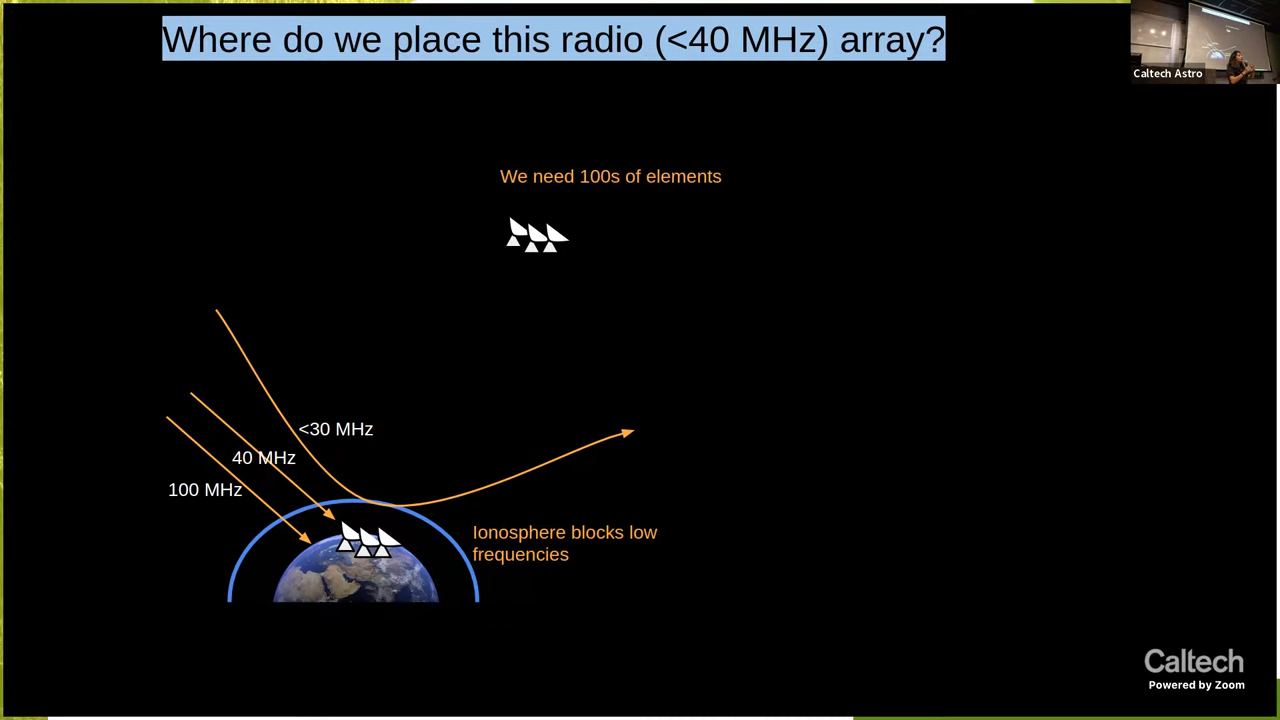 Where do we place this radio (<40 MHz) array?
Caltech Astro
We need 100s of elements
<30 MHz
40 MHz
100 MHz
Ionosphere blocks low
frequencies
Caltech
Powered by Zoom